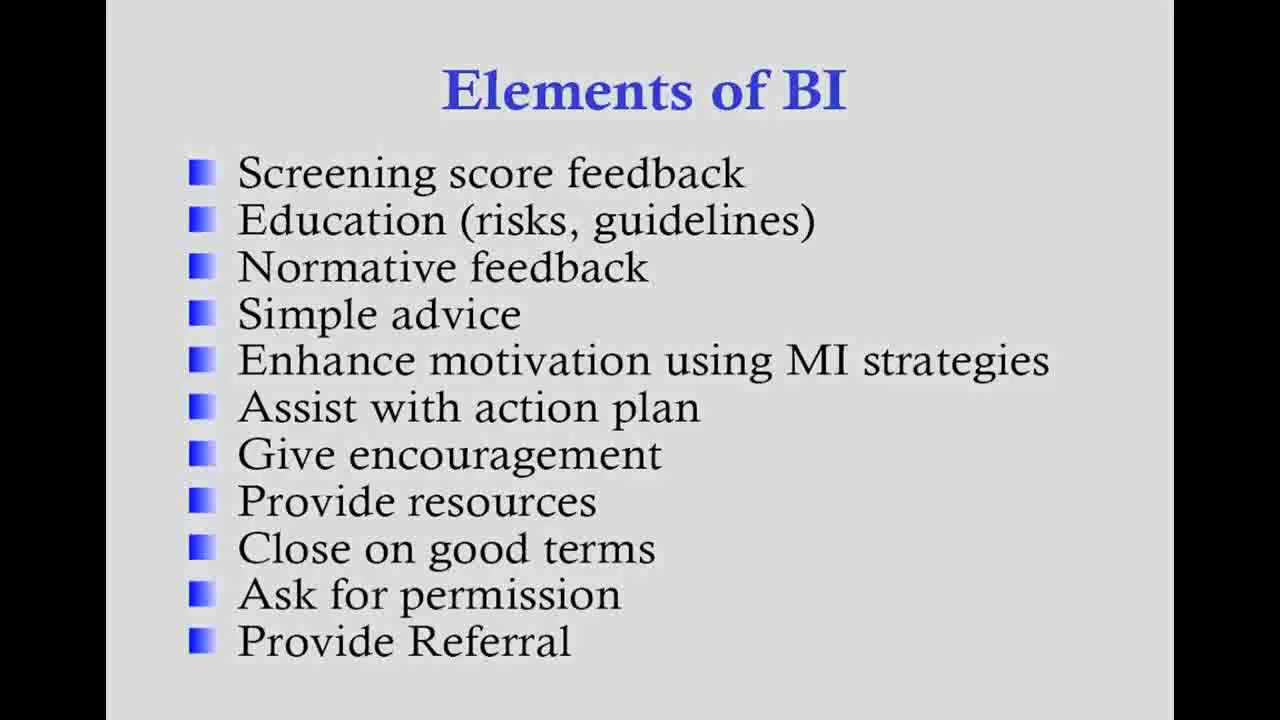 Elements of BI
Screening score feedback
Education (risks, guidelines)
Normative feedback
Simple advice
Enhance motivation using MI strategies
Assist with action plan
Give encouragement
Provide resources
Close on good terms
Ask for permission
Provide Referral